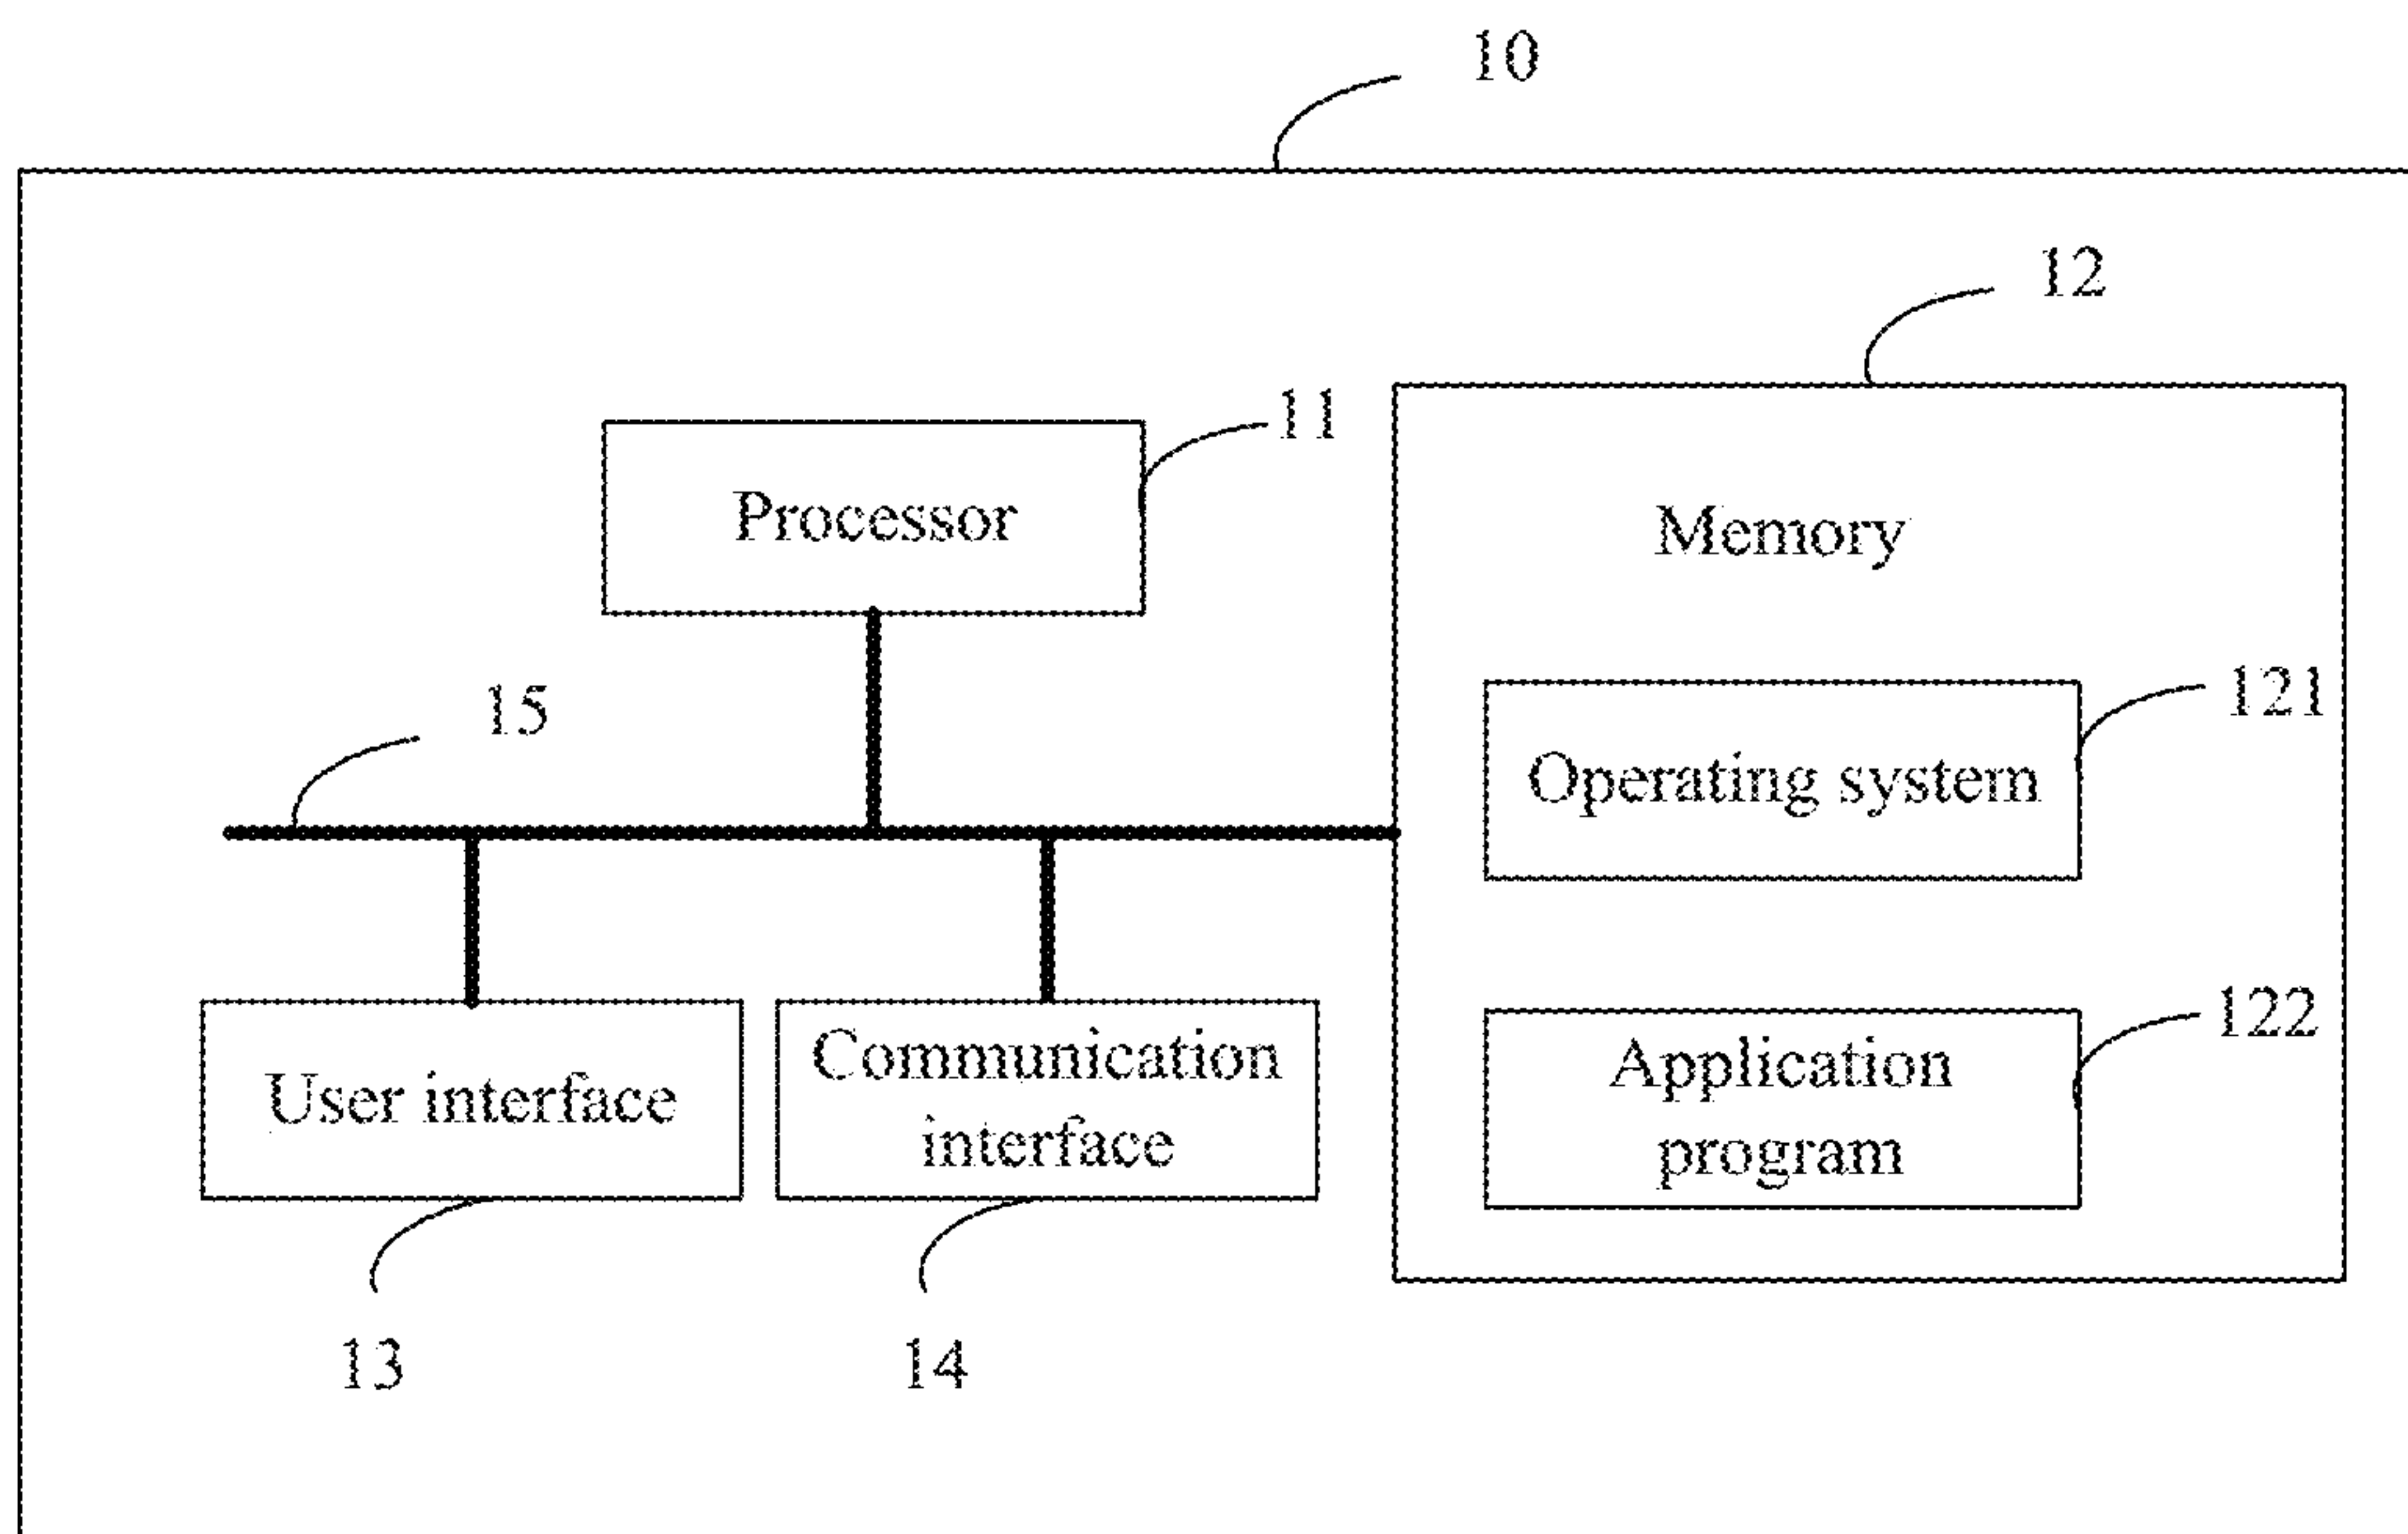 10
12
11
Processor
Memory
15
121
Operating system
User interface
Communication
interface
122
Application
program
13
14